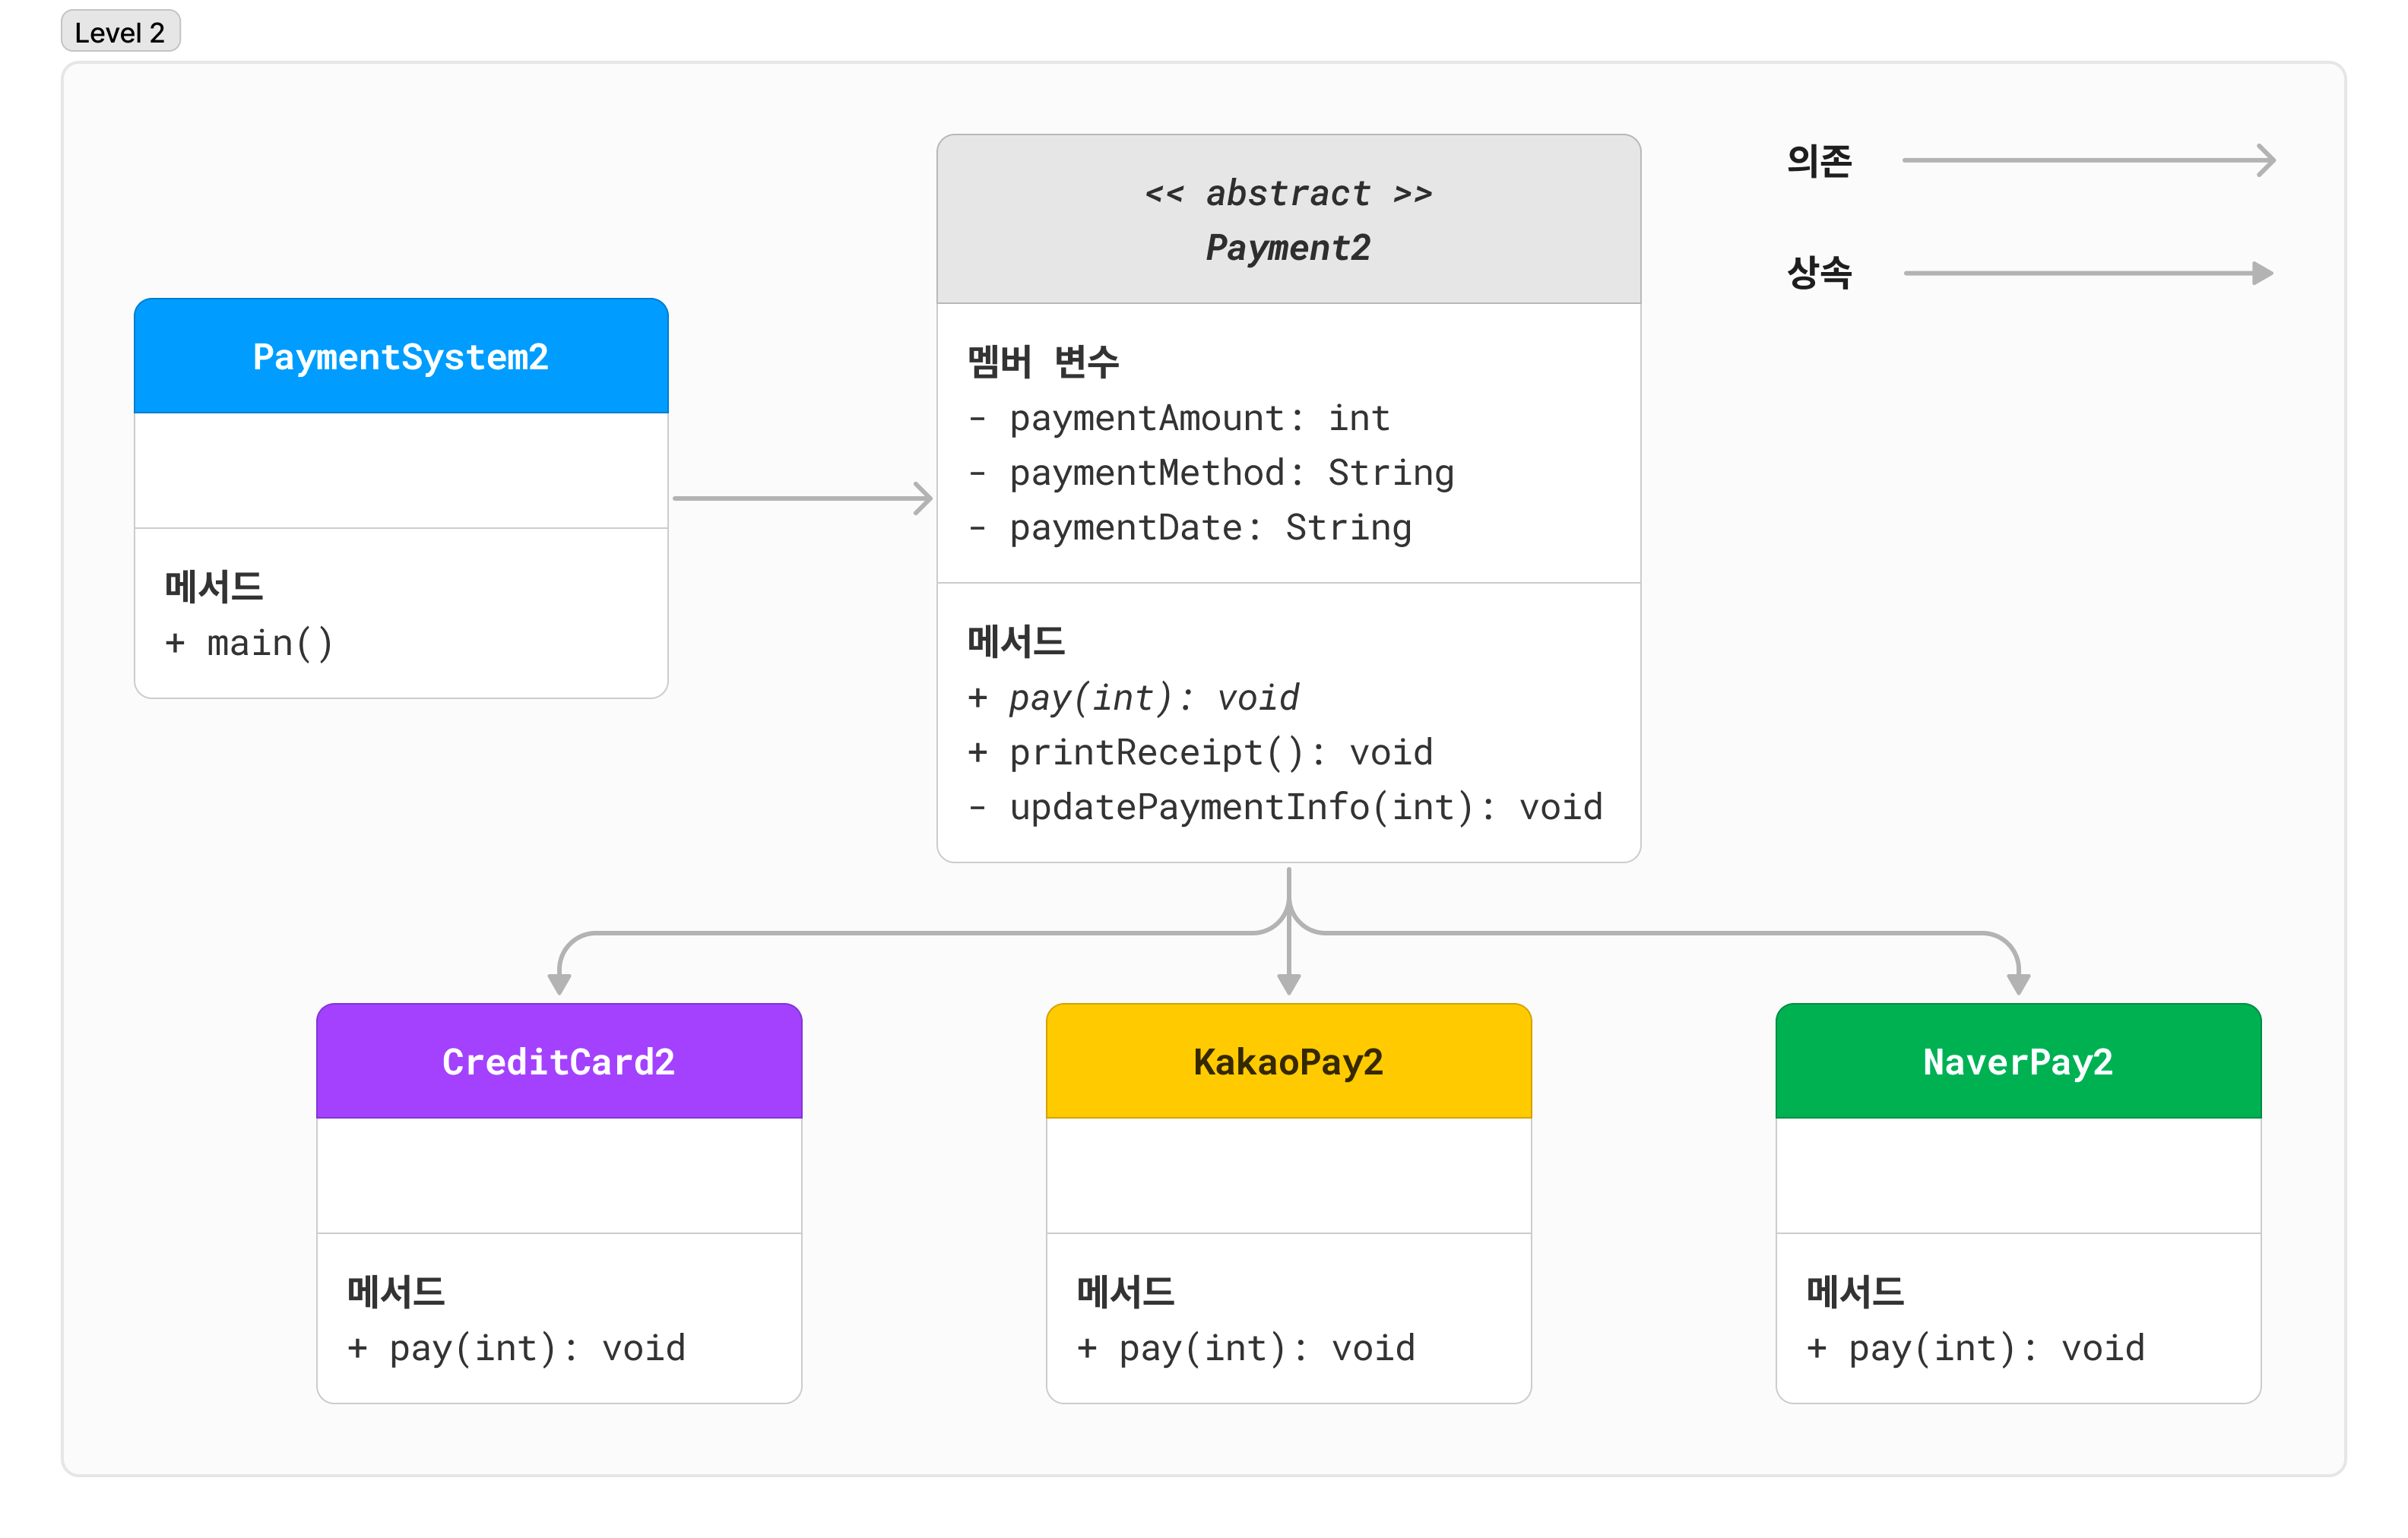 Level 2
의존
상속
<< abstract >>
Payment2
멤버 변수
- paymentAmount: int
- paymentMethod: String
- paymentDate: String
메서드
+ pay(int): void
+ printReceipt(): void
- updatePaymentInfo(int): void
PaymentSystem2
메서드
+ main()
CreditCard2
메서드
+ pay(int): void
KakaoPay2
메서드
+ pay(int): void
NaverPay2
메서드
+ pay(int): void